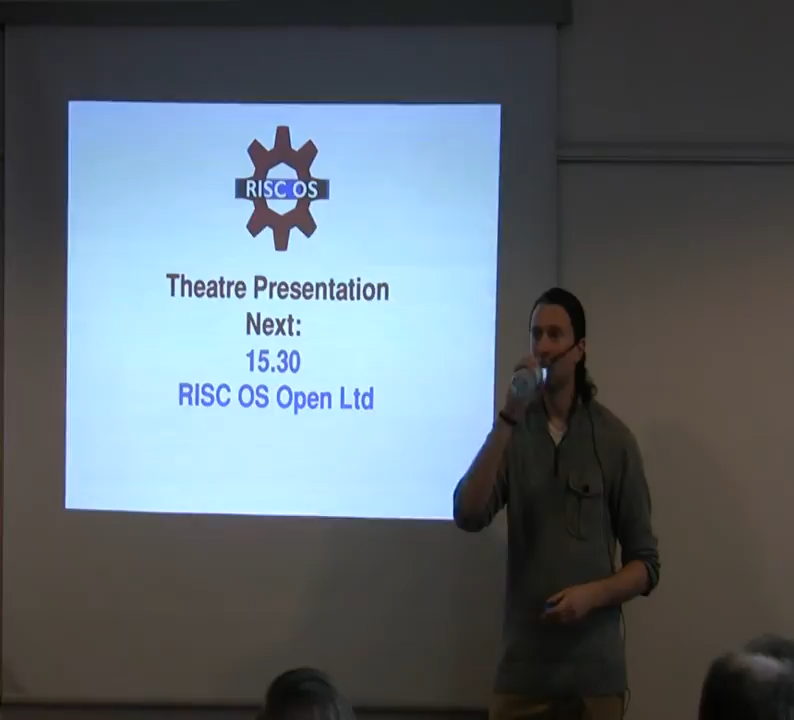 RISC OS
Theatre Presentation
Next:
15.30
RISC OS Open Ltd